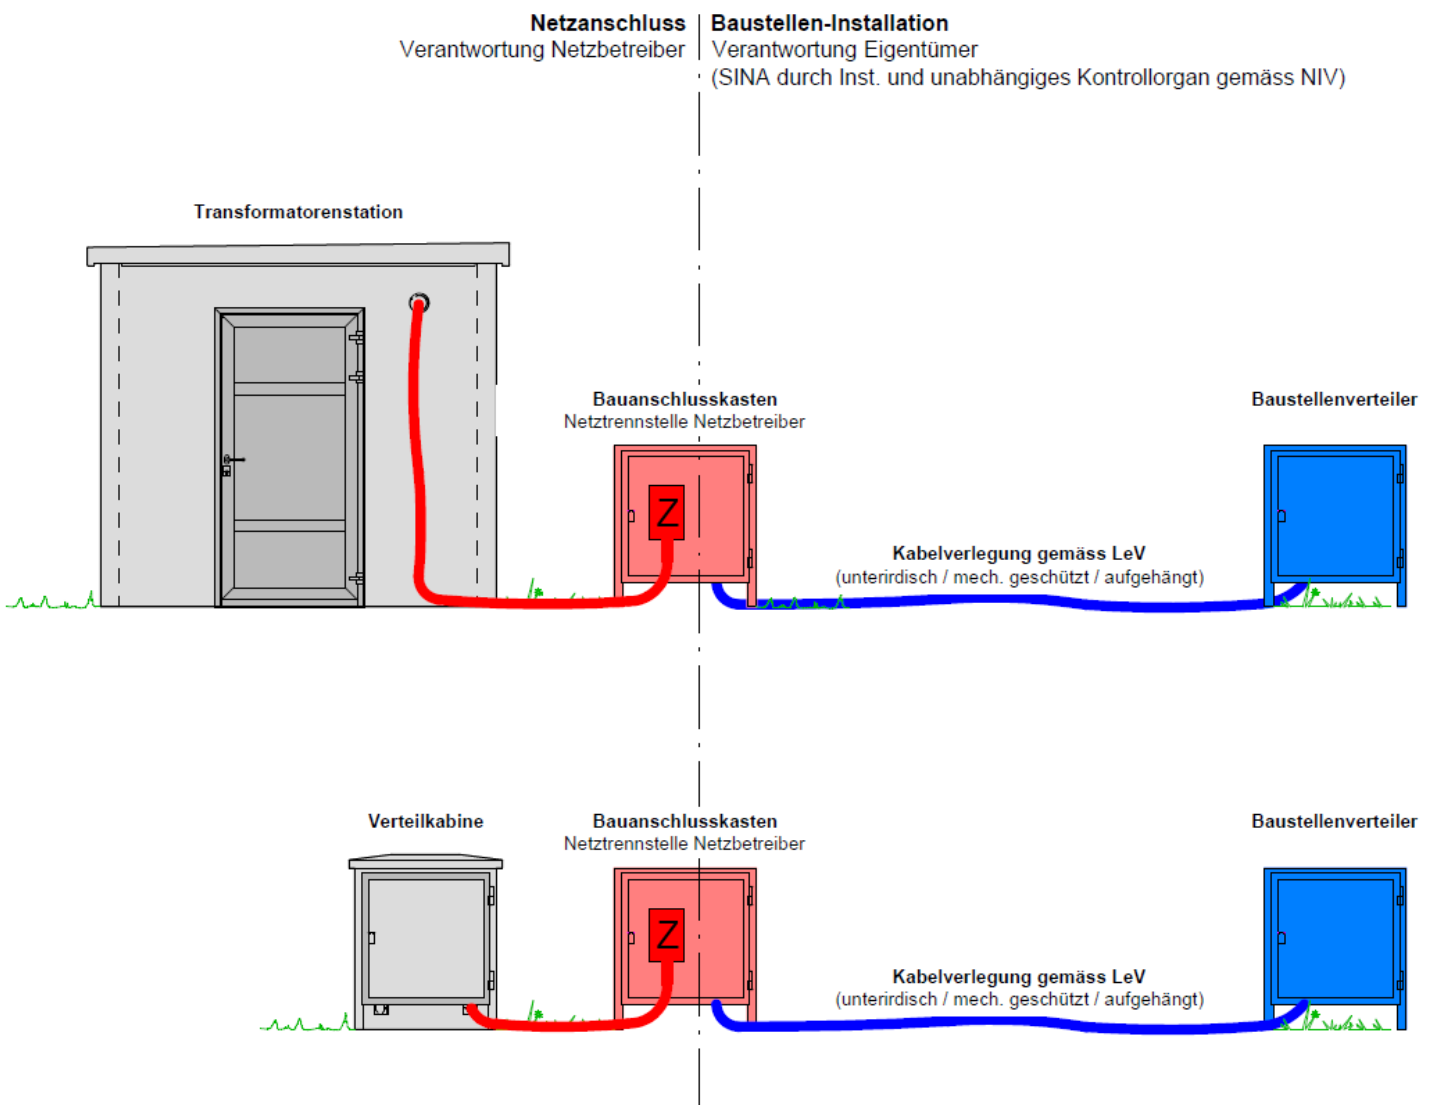 Netzanschluss
Verantwortung Netzbetreiber
Baustellen-Installation
Verantwortung Eigentümer
(SINA durch Inst. und unabhängiges Kontrollorgan gemäss NIV)
Transformatorenstation
Bauanschlusskasten
Netztrennstelle Netzbetreiber
Baustellenverteiler
Z
Kabelverlegung gemäss LeV
(unterirdisch / mech. geschützt / aufgehängt)
Verteilkabine
Bauanschlusskasten
Netztrennstelle Netzbetreiber
Baustellenverteiler
Z
Kabelverlegung gemäss LeV
(unterirdisch / mech. geschützt / aufgehängt)